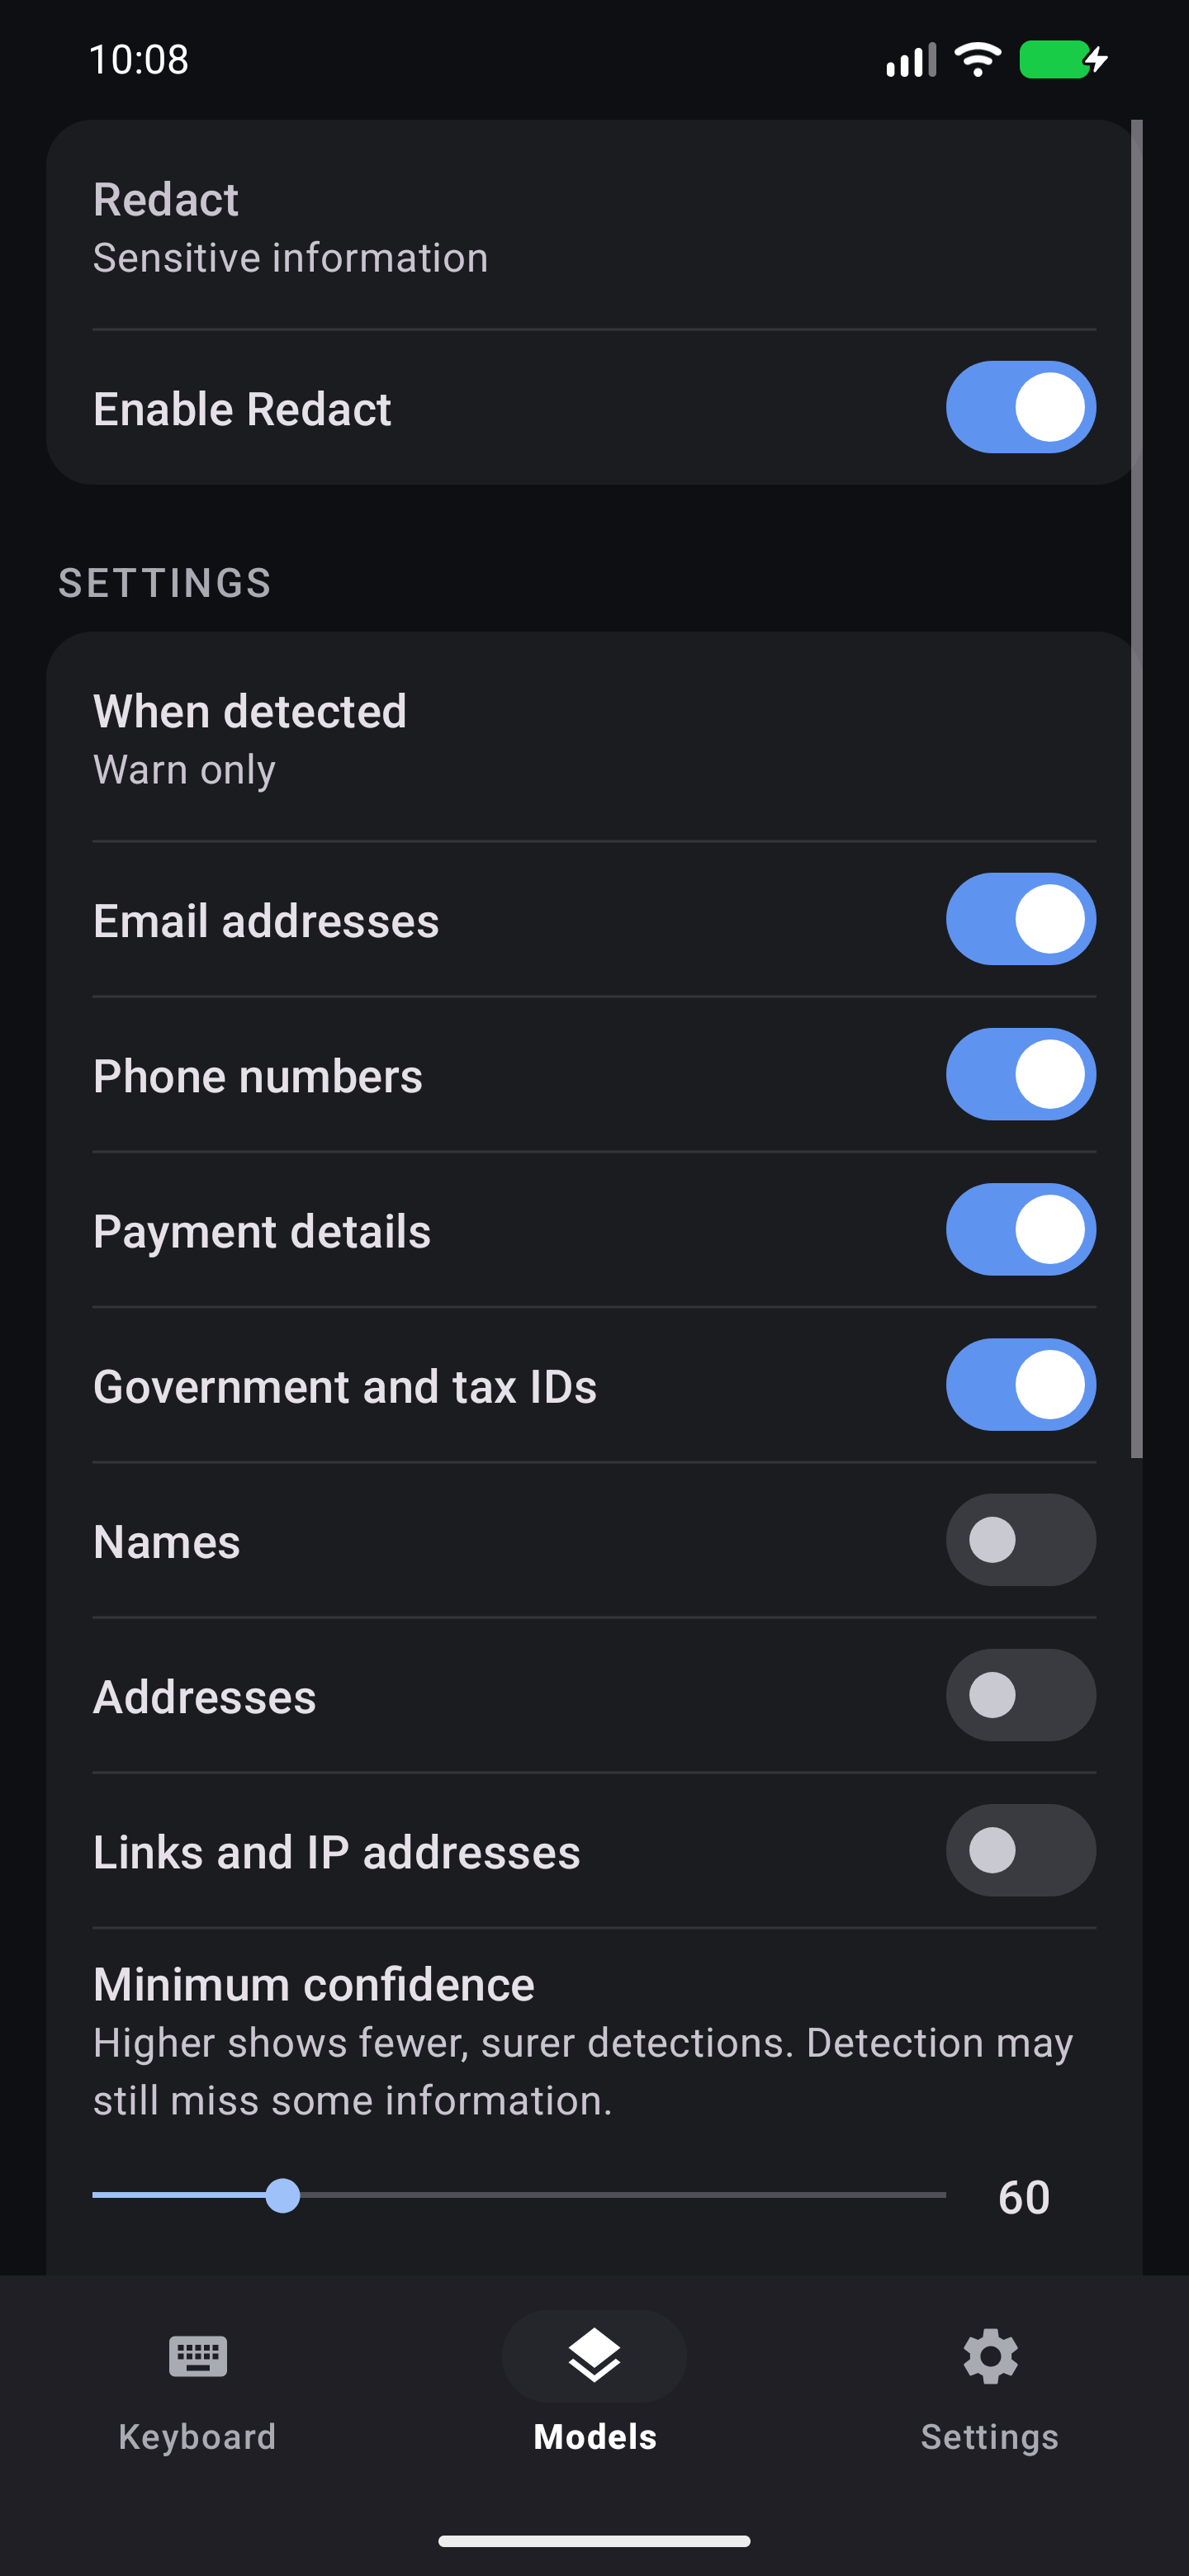 10:08
Redact
Sensitive information
Enable Redact
SETTINGS
When detected
Warn only
Email addresses
Phone numbers
Payment details
Government and tax IDs
Names
Addresses
Links and IP addresses
Minimum confidence
Higher shows fewer, surer detections. Detection may
still miss some information.
60
Keyboard
Models
Settings